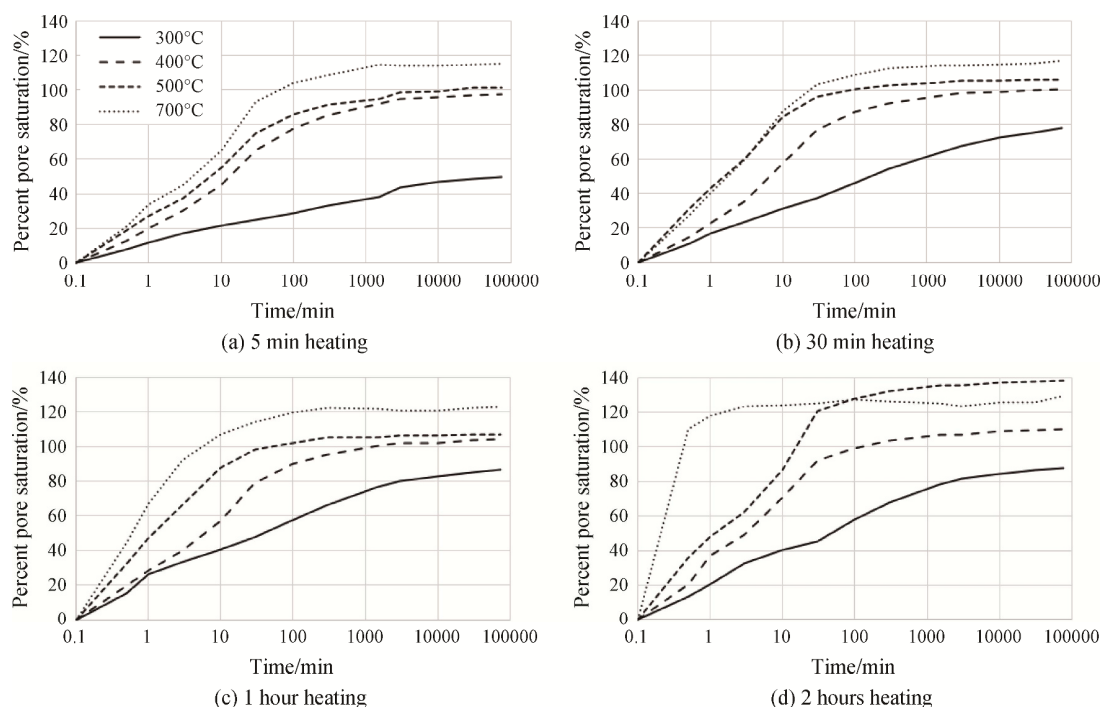 140
120
100
80
60
40
20
0
Percent pore saturation/%
300°C
400°C
500°C
700°C
0.1 1 10 100 1000 10000 100000
Time/min
(a) 5 min heating
140
120
100
80
60
40
20
0
Percent pore saturation/%
0.1 1 10 100 1000 10000 100000
Time/min
(b) 30 min heating
140
120
100
80
60
40
20
0
Percent pore saturation/%
0.1 1 10 100 1000 10000 100000
Time/min
(c) 1 hour heating
140
120
100
80
60
40
20
0
Percent pore saturation/%
0.1 1 10 100 1000 10000 100000
Time/min
(d) 2 hours heating